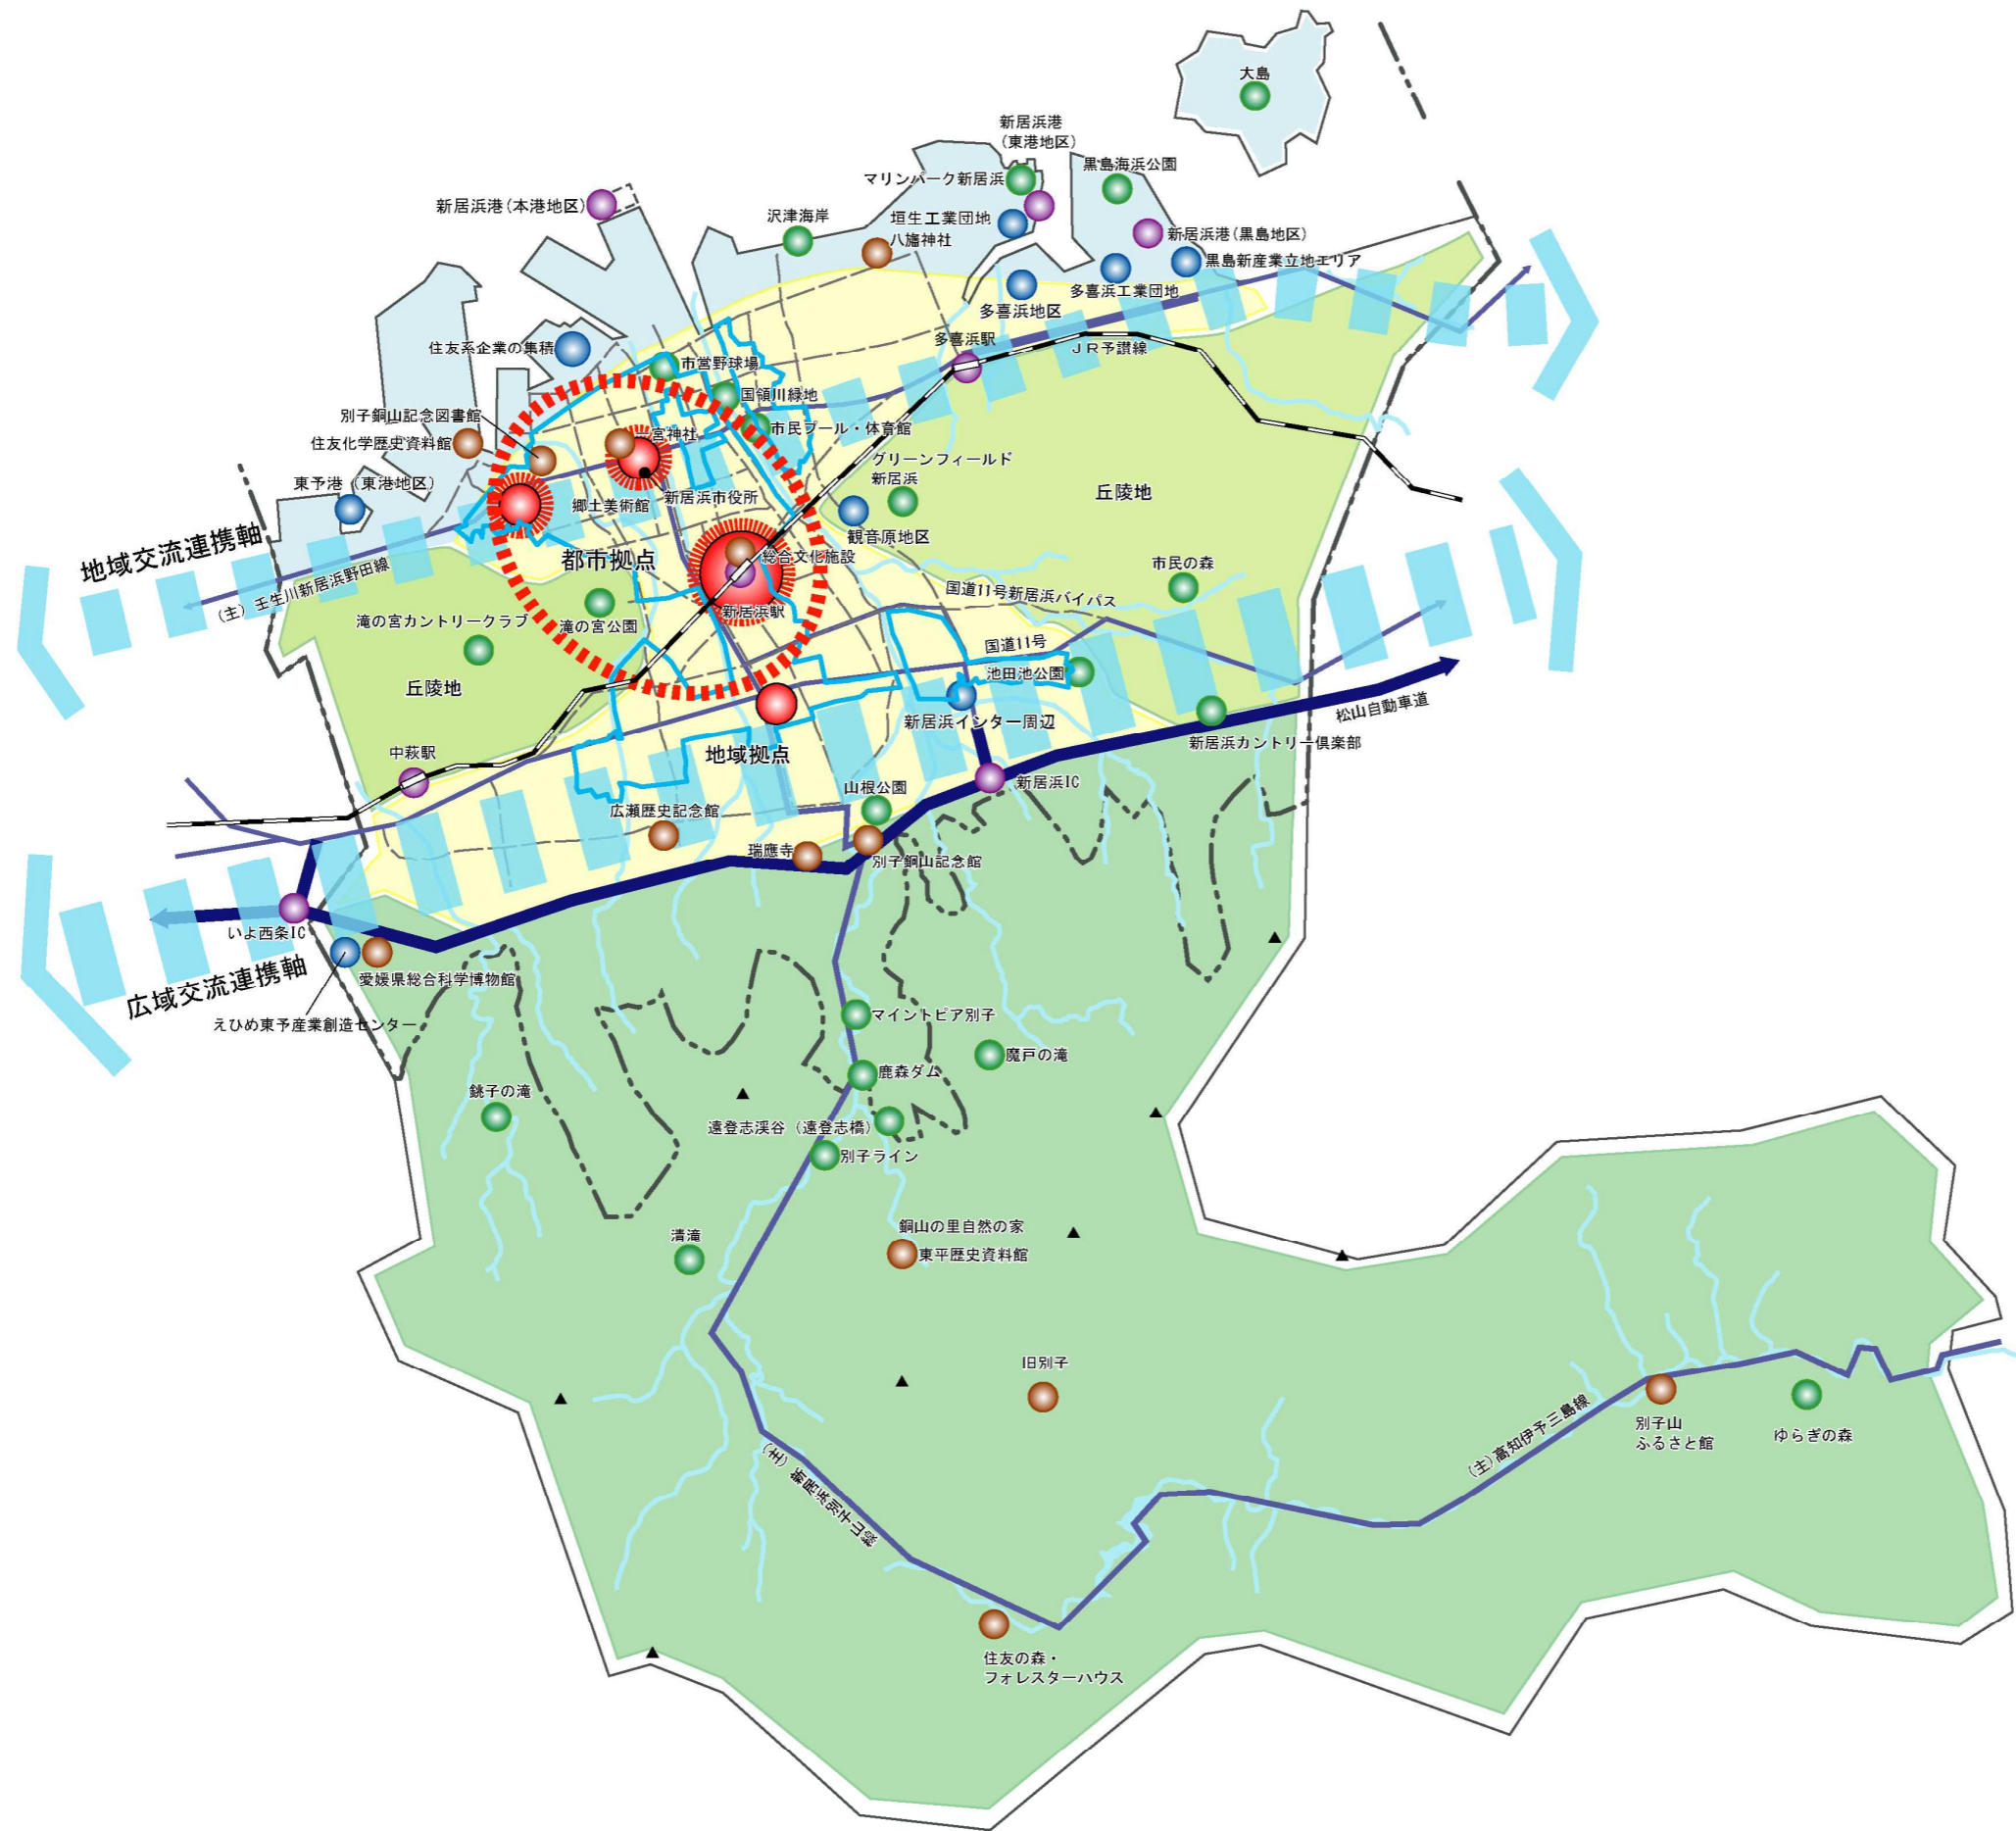 大島
新居浜港
（東港地区）
黒島海浜公園
マリンパーク新居浜
新居浜港(本港地区)
沢津海岸
垣生工業団地
八旛神社
新居浜港(黒島地区)
黒島新産業立地エリア
多喜浜工業団地
多喜浜地区
多喜浜駅
ＪＲ予讃線
住友系企業の集積
市営野球場
国領川緑地
別子銅山記念図書館
市民プール・体育館
住友化学歴史資料館
宮神社
グリーンフィールド
新居浜
東予港（東港地区）
郷土美術館
新居浜市役所
丘陵地
観音原地区
地域交流連携軸
都市拠点
総合文化施設
市民の森
(主) 壬生川新居浜野田線
国道11号新居浜バイパス
滝の宮カントリークラブ
滝の宮公園
新居浜駅
国道11号
丘陵地
池田池公園
新居浜インター周辺
松山自動車道
新居浜カントリー倶楽部
中萩駅
地域拠点
新居浜IC
山根公園
広瀬歴史記念館
瑞應寺
別子銅山記念館
いよ西条IC
広域交流連携軸
愛媛県総合科学博物館
えひめ東予産業創造センター
マイントピア別子
魔戸の滝
鹿森ダム
銚子の滝
遠登志渓谷（遠登志橋）
別子ライン
清滝
銅山の里自然の家
東平歴史資料館
旧別子
(主) 新居浜別子山線
(主)高知伊予三島線
別子山
ふるさと館
ゆらぎの森
住友の森・
フォレスターハウス